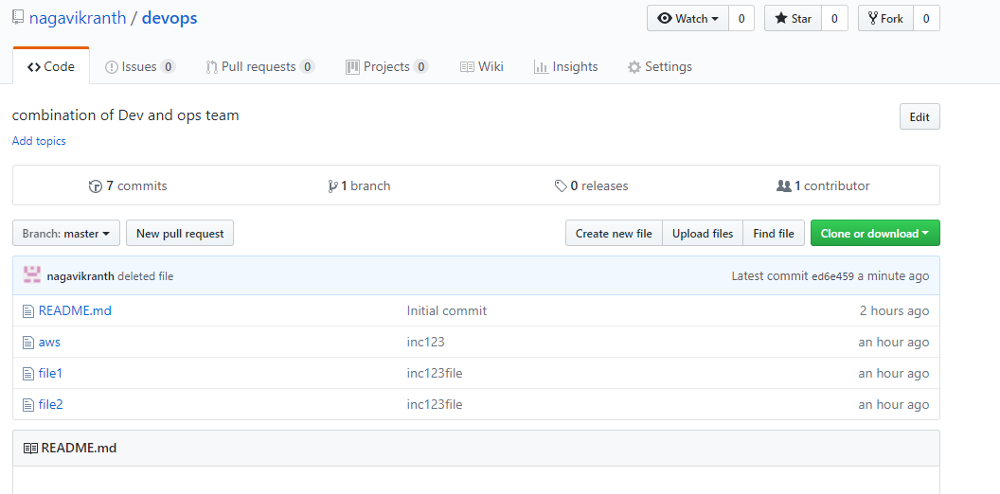 nagavikranth / devops Watch 0 Star 0 Fork 0
Code Issues 0 Pull requests 0 Projects 0 Wiki Insights Settings
combination of Dev and ops team Edit
Add topics
7 commits 1 branch 0 releases 1 contributor
Branch: master New pull request Create new file Upload files Find file Clone or download
nagavikranth deleted file Latest commit ed6e459 a minute ago
README.md Initial commit 2 hours ago
aws inc123 an hour ago
file1 inc123file an hour ago
file2 inc123file an hour ago
README.md